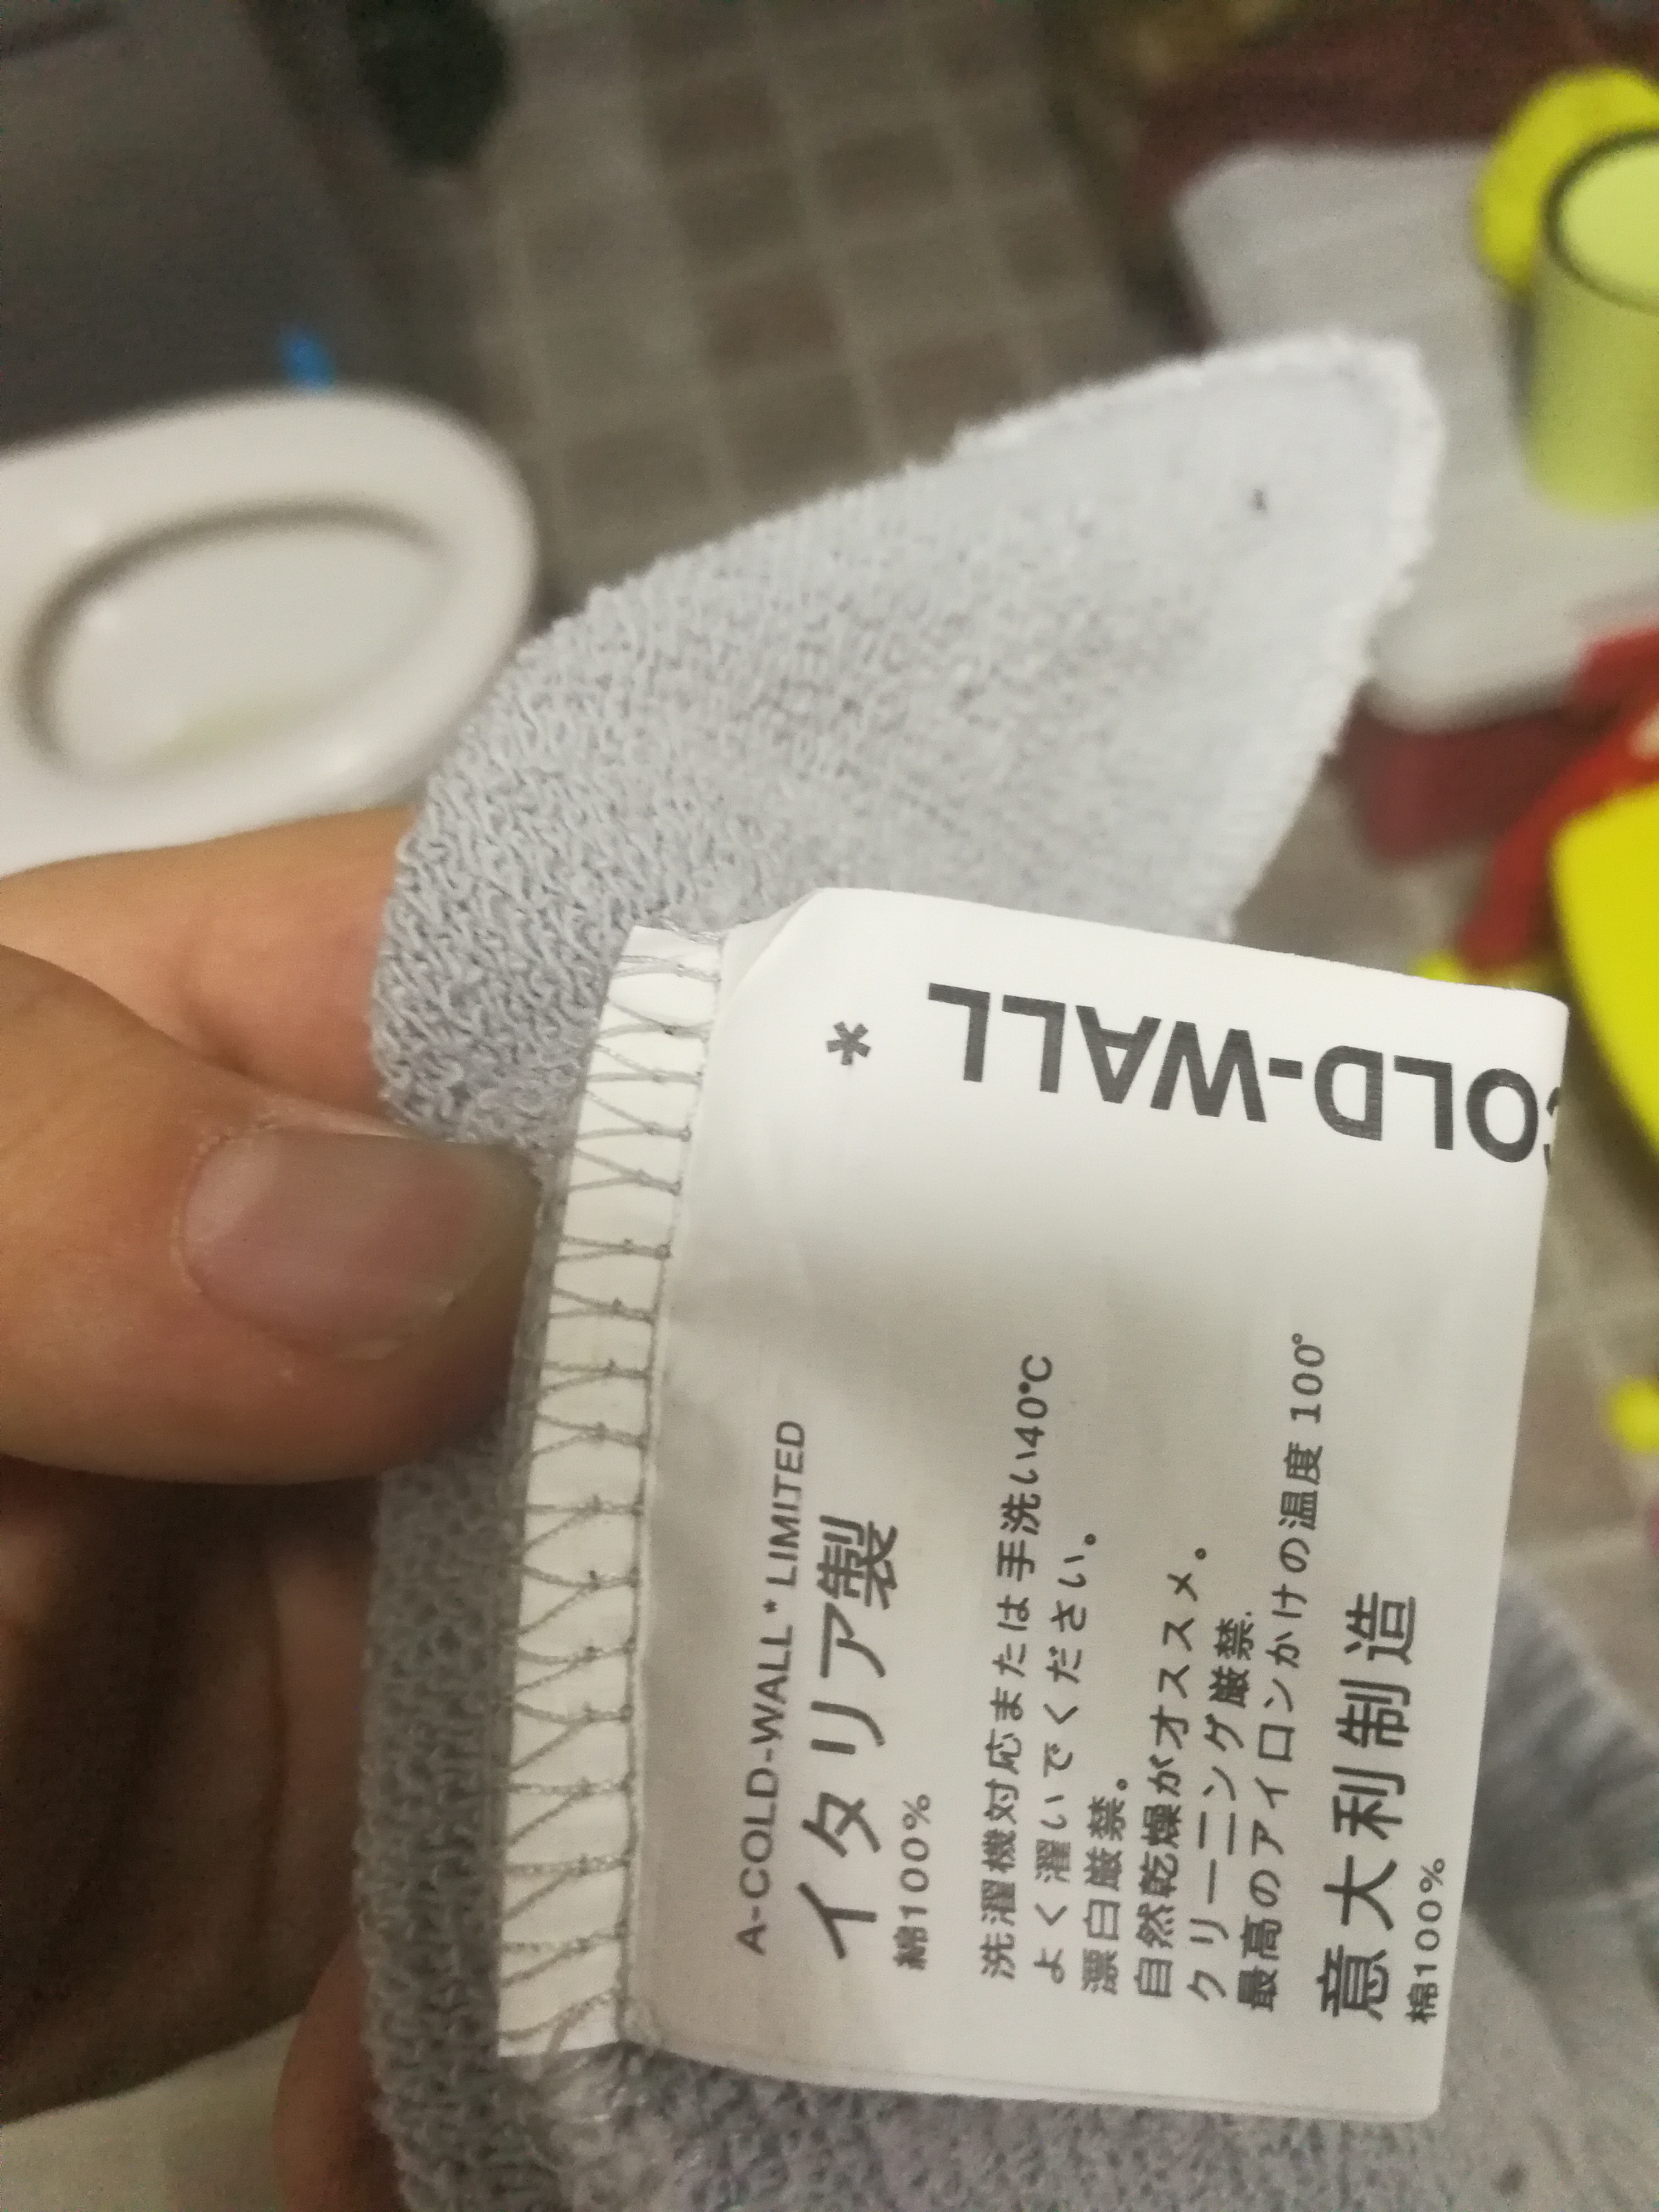 OLD-WALL
*
A-COLD-WALL* LIMITED
イタリア製
綿100%
洗濯機対応または手洗い40°C
よく濯いでください。
漂白厳禁。
自然乾燥がオススメ。
クリーニング厳禁.
最高のアイロンかけの温度 100°
意大利制造
棉100%